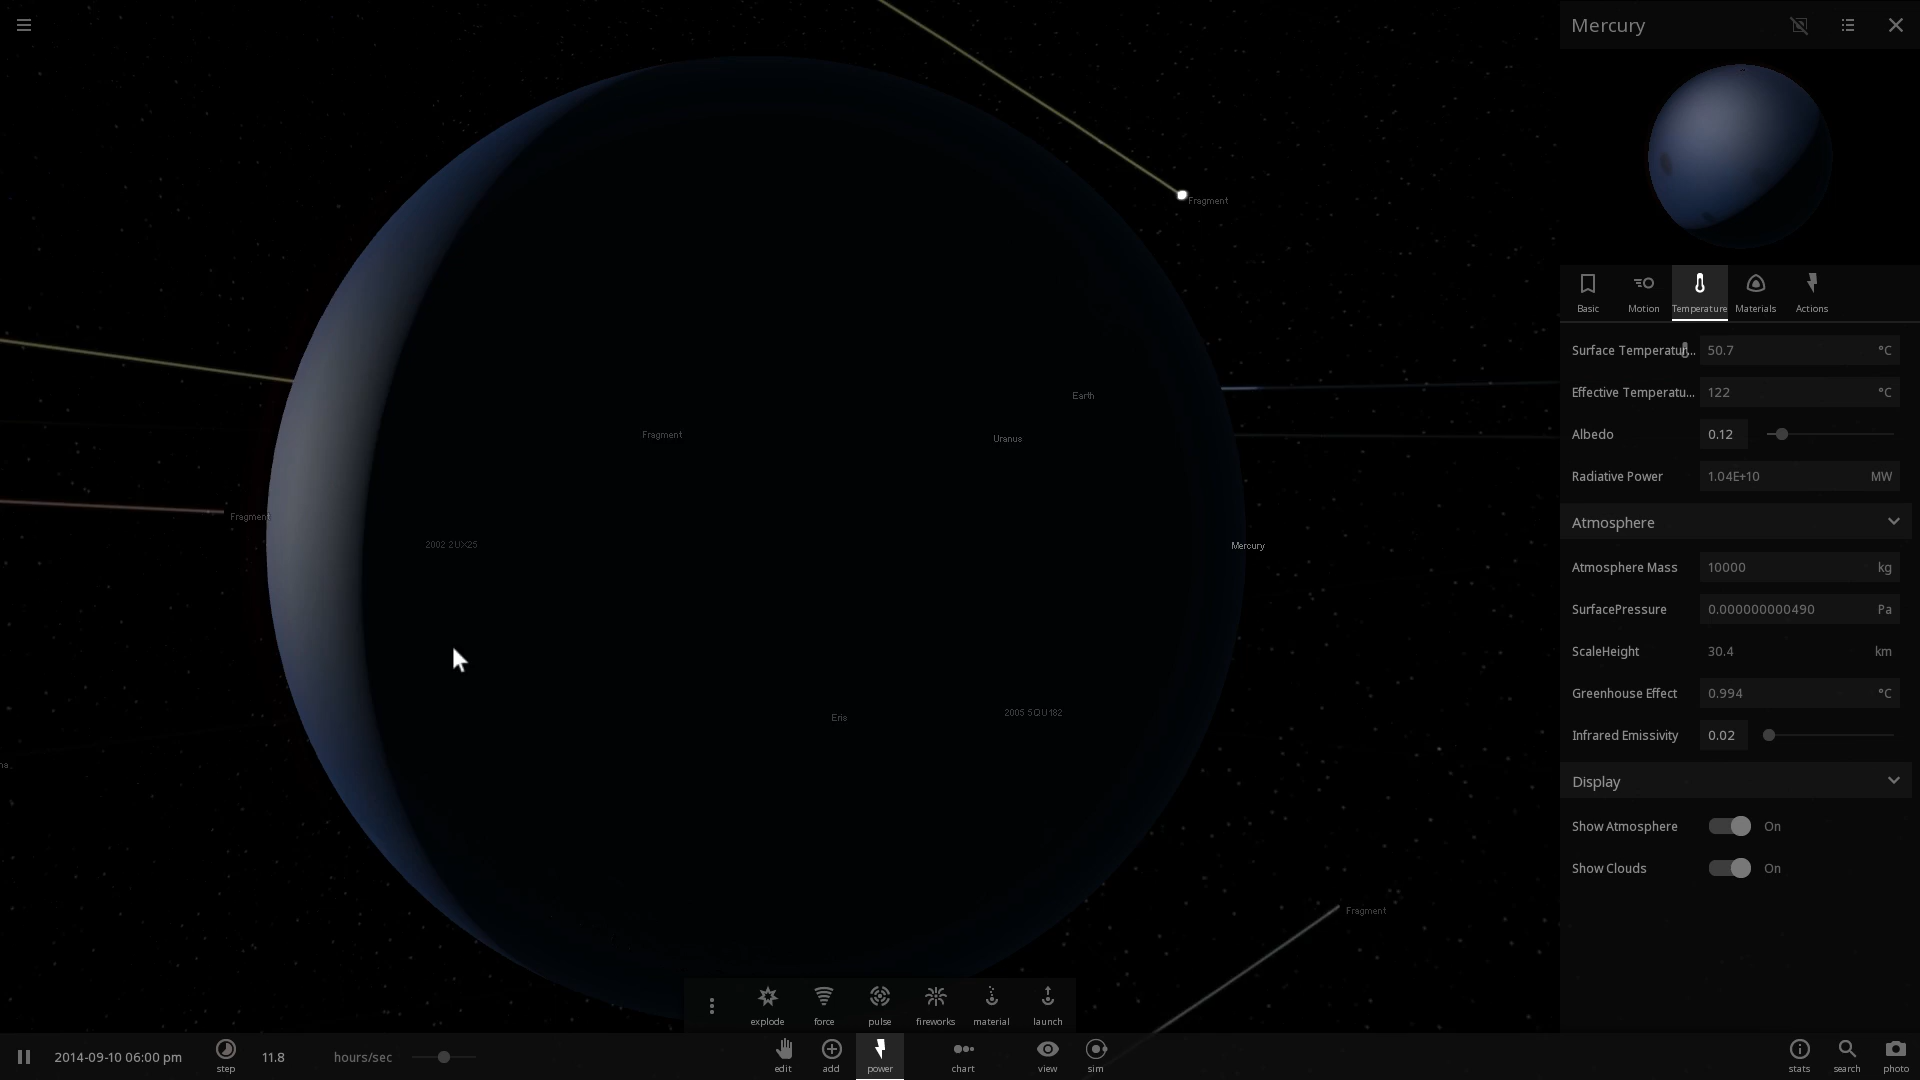 Mercury
Fragment
Basic
Motion
Temperature
Materials
Actions
Surface Temperatur... 50.7 °C
Effective Temperatu... 122 °C
Earth
Fragment
Uranus
Albedo 0.12
Radiative Power 1.04E+10 MW
Fragment
Atmosphere
2002 2UX25
Mercury
Atmosphere Mass 10000 kg
SurfacePressure 0.000000000490 Pa
ScaleHeight 30.4 km
Greenhouse Effect 0.994 °C
Eris
2005 5QU182
Infrared Emissivity 0.02
Display
Show Atmosphere On
Show Clouds On
Fragment
explode
force
pulse
fireworks
material
launch
2014-09-10 06:00 pm
step
11.8 hours/sec
edit
add
power
chart
view
sim
stats
search
photo